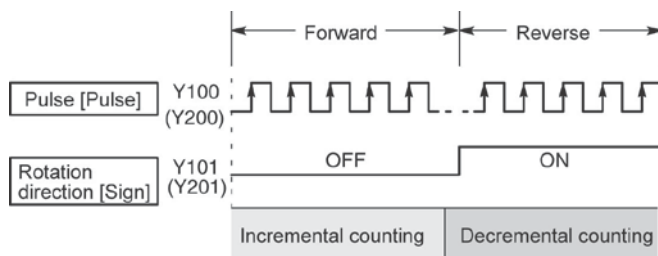 Forward
Reverse
Pulse [Pulse]
Y100
(Y200)
Rotation
direction [Sign]
Y101
(Y201)
OFF
ON
Incremental counting
Decremental counting